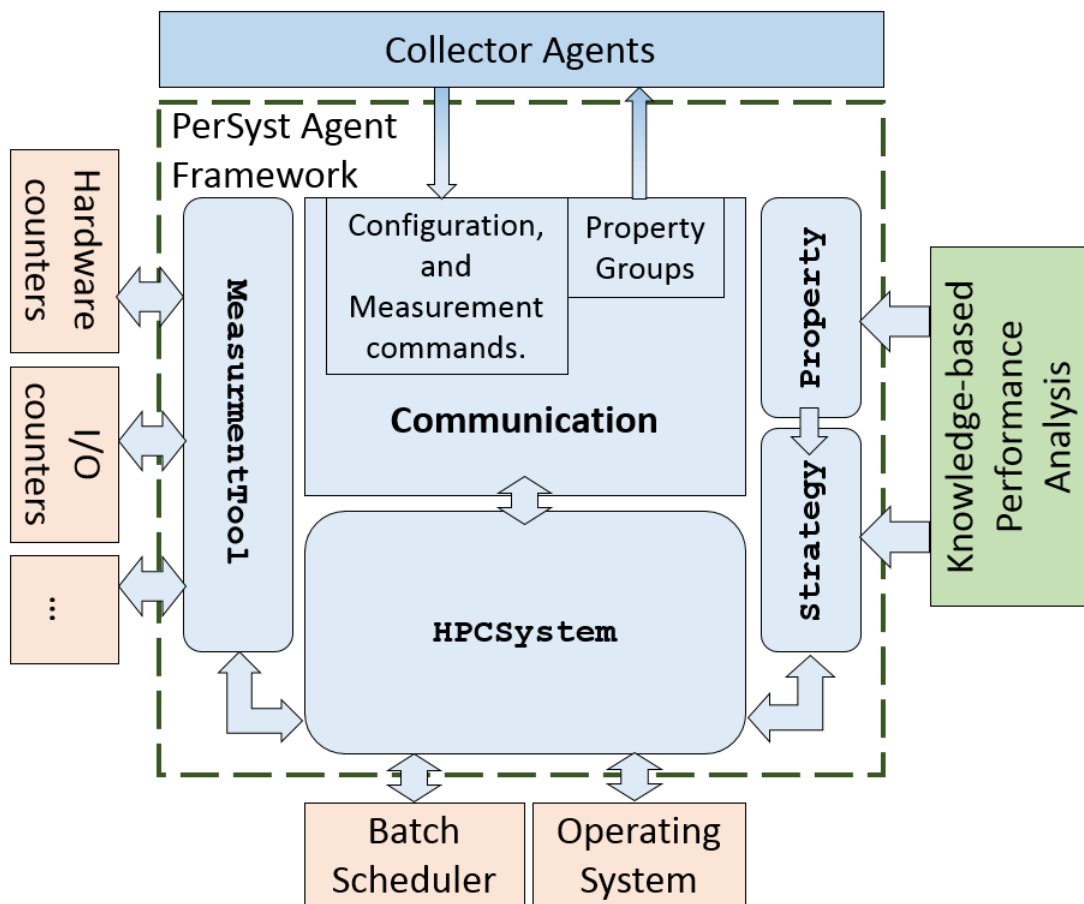 Collector Agents
PerSyst Agent
Framework
Hardware
counters
I/O
counters
...
MeasurmentTool
Configuration,
and
Measurement
commands.
Property
Groups
Communication
HPCSystem
Property
Strategy
Knowledge-based
Performance
Analysis
Batch
Scheduler
Operating
System